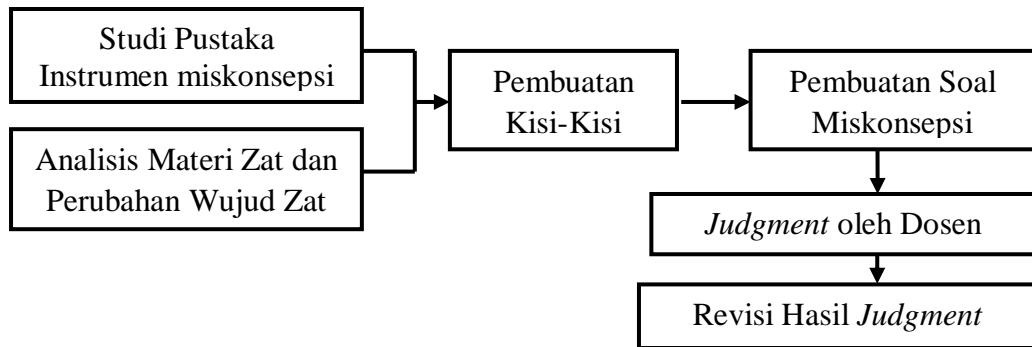 Studi Pustaka
Instrumen miskonsepsi
Analisis Materi Zat dan
Perubahan Wujud Zat
Pembuatan
Kisi-Kisi
Pembuatan Soal
Miskonsepsi
Judgment oleh Dosen
Revisi Hasil Judgment